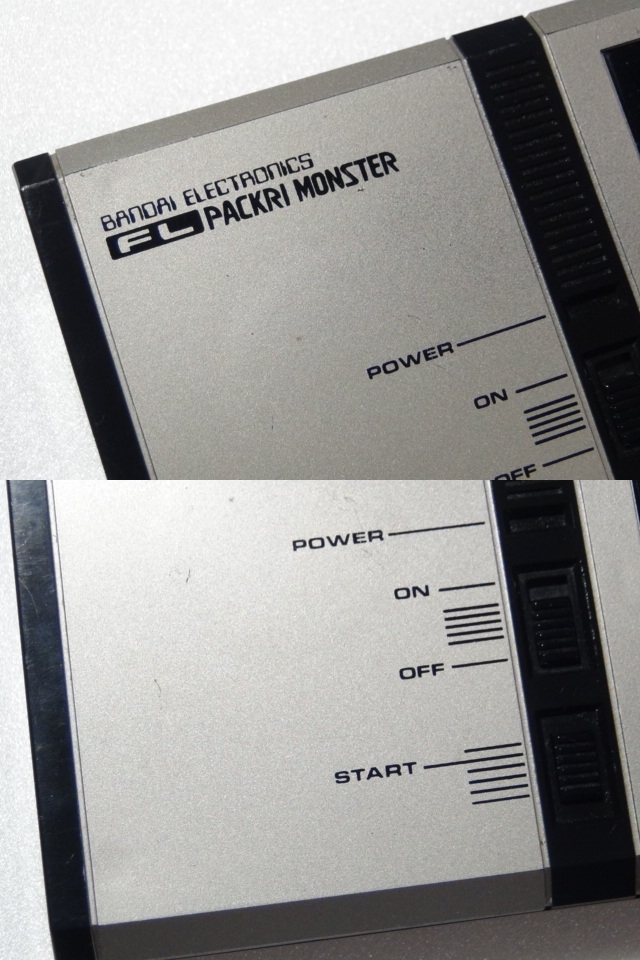 BANDAI ELECTRONICS
FL PACKRI MONSTER
POWER
ON
OFF
POWER
ON
OFF
START